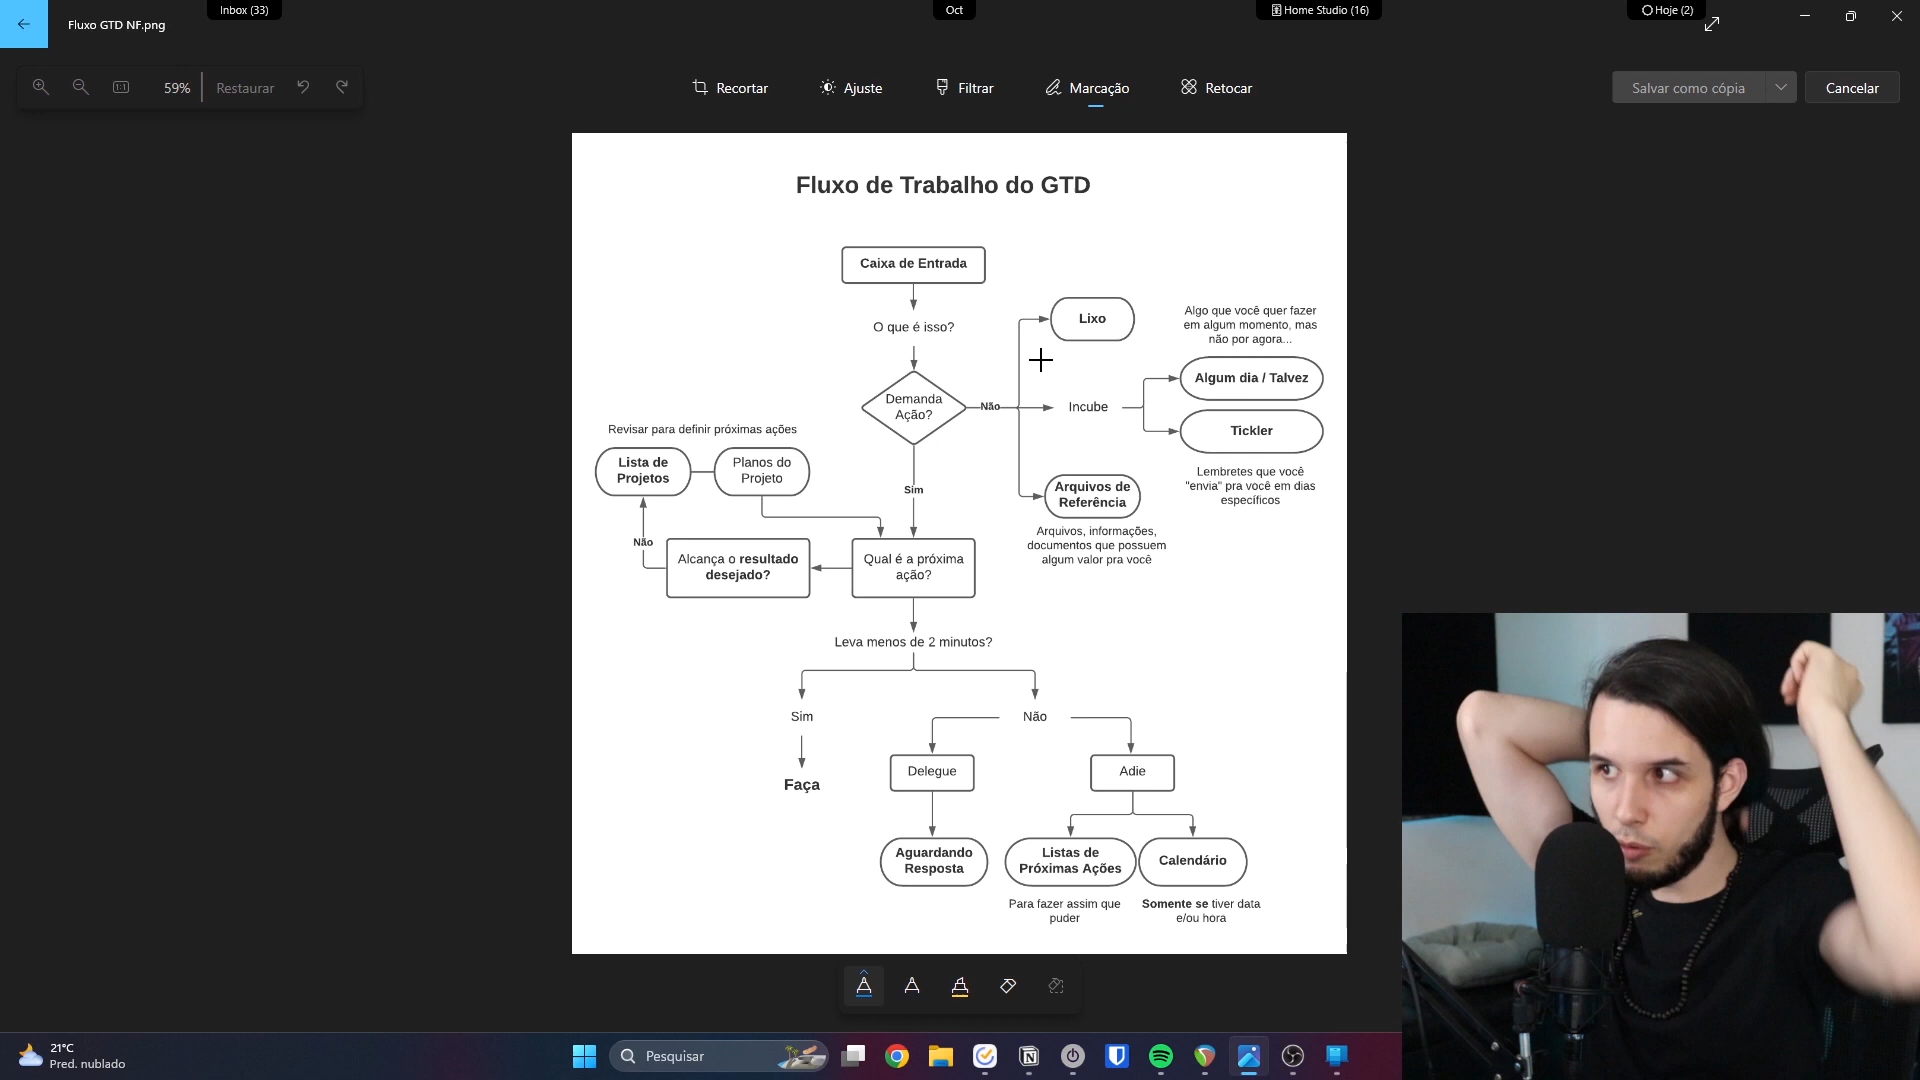 Inbox (33)
Oct
Home Studio (16)
Hoje (2)
Fluxo GTD NF.png
59%
Restaurar
Recortar
Ajuste
Filtrar
Marcação
Retocar
Salvar como cópia
Cancelar
Fluxo de Trabalho do GTD
Caixa de Entrada
O que é isso?
Lixo
Algo que você quer fazer
em algum momento, mas
não por agora...
Demanda
Ação?
Não
Incube
Algum dia / Talvez
Tickler
Lembretes que você
"envia" pra você em dias
específicos
Revisar para definir próximas ações
Lista de
Projetos
Planos do
Projeto
Sim
Arquivos de
Referência
Arquivos, informações,
documentos que possuem
algum valor pra você
Não
Alcança o resultado
desejado?
Qual é a próxima
ação?
Leva menos de 2 minutos?
Sim
Não
Faça
Delegue
Adie
Aguardando
Resposta
Listas de
Próximas Ações
Calendário
Para fazer assim que
puder
Somente se tiver data
e/ou hora
21°C
Pred. nublado
Pesquisar